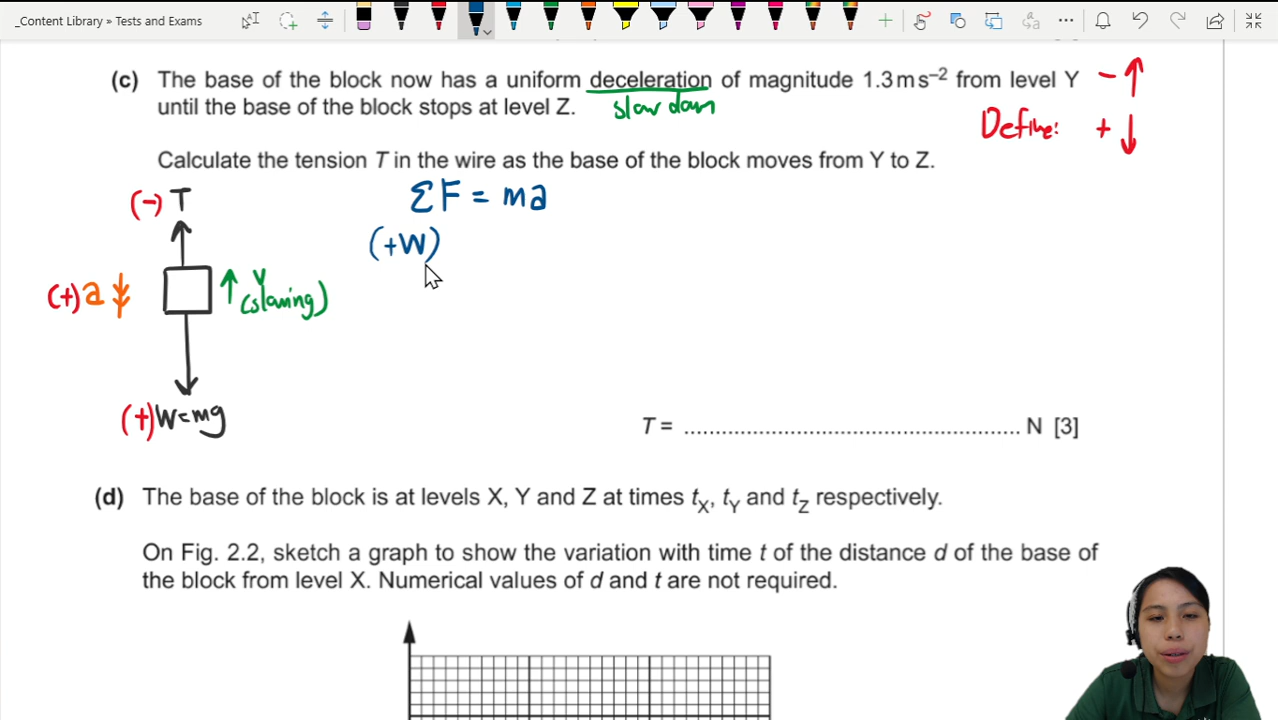 _Content Library » Tests and Exams
(c) The base of the block now has a uniform deceleration of magnitude 1.3 m s⁻² from level Y
until the base of the block stops at level Z.
slow down
− ↑
Define: + ↓
Calculate the tension T in the wire as the base of the block moves from Y to Z.
(−) T
ΣF = ma
(+W)
(+) a
v
(slowing)
(+) W=mg
T = ........................................................ N [3]
(d) The base of the block is at levels X, Y and Z at times tX, tY and tZ respectively.
On Fig. 2.2, sketch a graph to show the variation with time t of the distance d of the base of
the block from level X. Numerical values of d and t are not required.